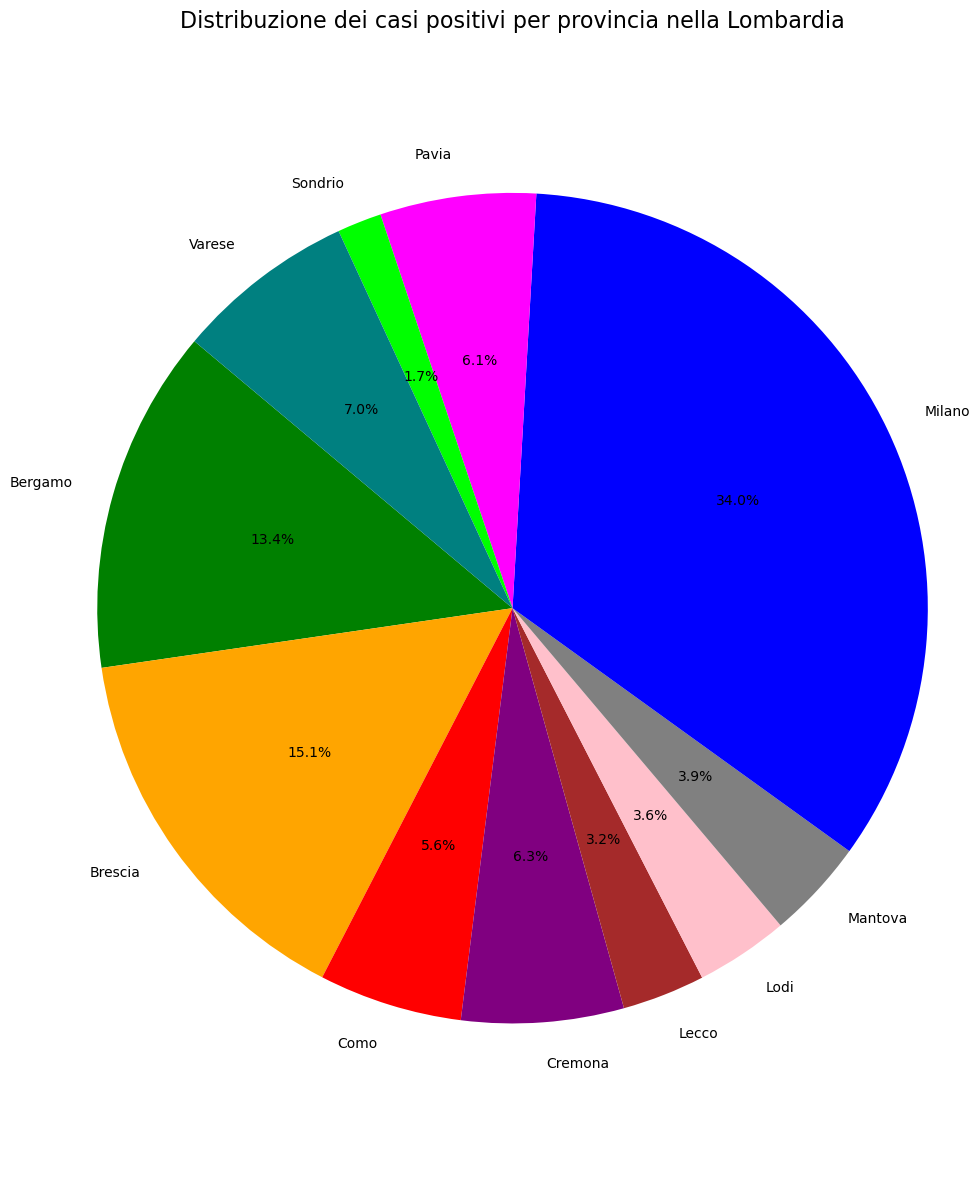 Distribuzione dei casi positivi per provincia nella Lombardia
Pavia
Sondrio
Varese
Bergamo
Brescia
Como
Cremona
Lecco
Lodi
Mantova
Milano
6.1%
1.7%
7.0%
13.4%
15.1%
5.6%
6.3%
3.2%
3.6%
3.9%
34.0%